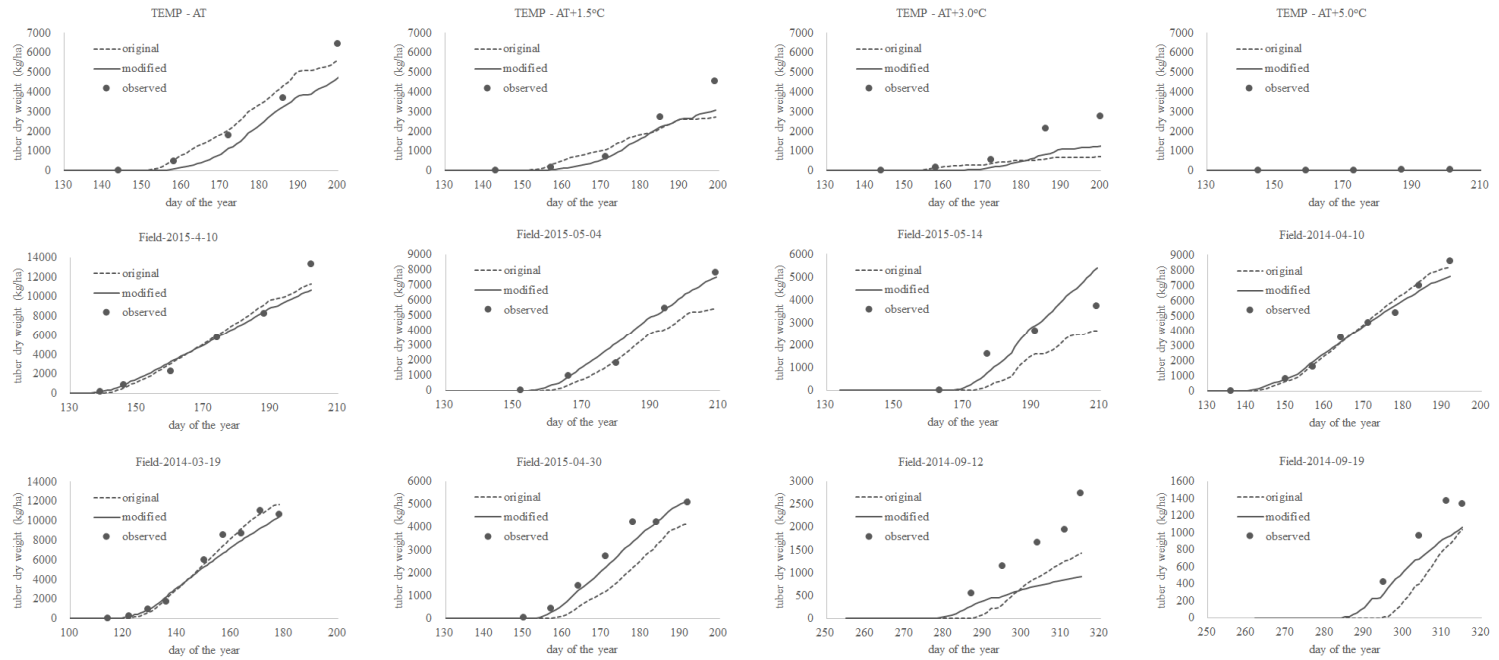 TEMP - AT
7000
6000
5000
4000
3000
2000
1000
0
tuber dry weight (kg/ha)
original
modified
observed
130 140 150 160 170 180 190 200
day of the year
TEMP - AT+1.5°C
7000
6000
5000
4000
3000
2000
1000
0
tuber dry weight (kg/ha)
original
modified
observed
130 140 150 160 170 180 190 200
day of the year
TEMP - AT+3.0°C
7000
6000
5000
4000
3000
2000
1000
0
tuber dry weight (kg/ha)
original
modified
observed
130 140 150 160 170 180 190 200
day of the year
TEMP - AT+5.0°C
7000
6000
5000
4000
3000
2000
1000
0
tuber dry weight (kg/ha)
original
modified
observed
130 140 150 160 170 180 190 200 210
day of the year
Field-2015-4-10
14000
12000
10000
8000
6000
4000
2000
0
tuber dry weight (kg/ha)
original
modified
observed
130 150 170 190 210
day of the year
Field-2015-05-04
9000
8000
7000
6000
5000
4000
3000
2000
1000
0
tuber dry weight (kg/ha)
original
modified
observed
130 150 170 190 210
day of the year
Field-2015-05-14
6000
5000
4000
3000
2000
1000
0
tuber dry weight (kg/ha)
original
modified
observed
130 150 170 190 210
day of the year
Field-2014-04-10
9000
8000
7000
6000
5000
4000
3000
2000
1000
0
tuber dry weight (kg/ha)
original
modified
observed
130 140 150 160 170 180 190 200
day of the year
Field-2014-03-19
14000
12000
10000
8000
6000
4000
2000
0
tuber dry weight (kg/ha)
original
modified
observed
100 120 140 160 180 200
day of the year
Field-2015-04-30
6000
5000
4000
3000
2000
1000
0
tuber dry weight (kg/ha)
original
modified
observed
130 140 150 160 170 180 190 200
day of the year
Field-2014-09-12
3000
2500
2000
1500
1000
500
0
tuber dry weight (kg/ha)
original
modified
observed
250 260 270 280 290 300 310 320
day of the year
Field-2014-09-19
1600
1400
1200
1000
800
600
400
200
0
tuber dry weight (kg/ha)
original
modified
observed
250 260 270 280 290 300 310 320
day of the year